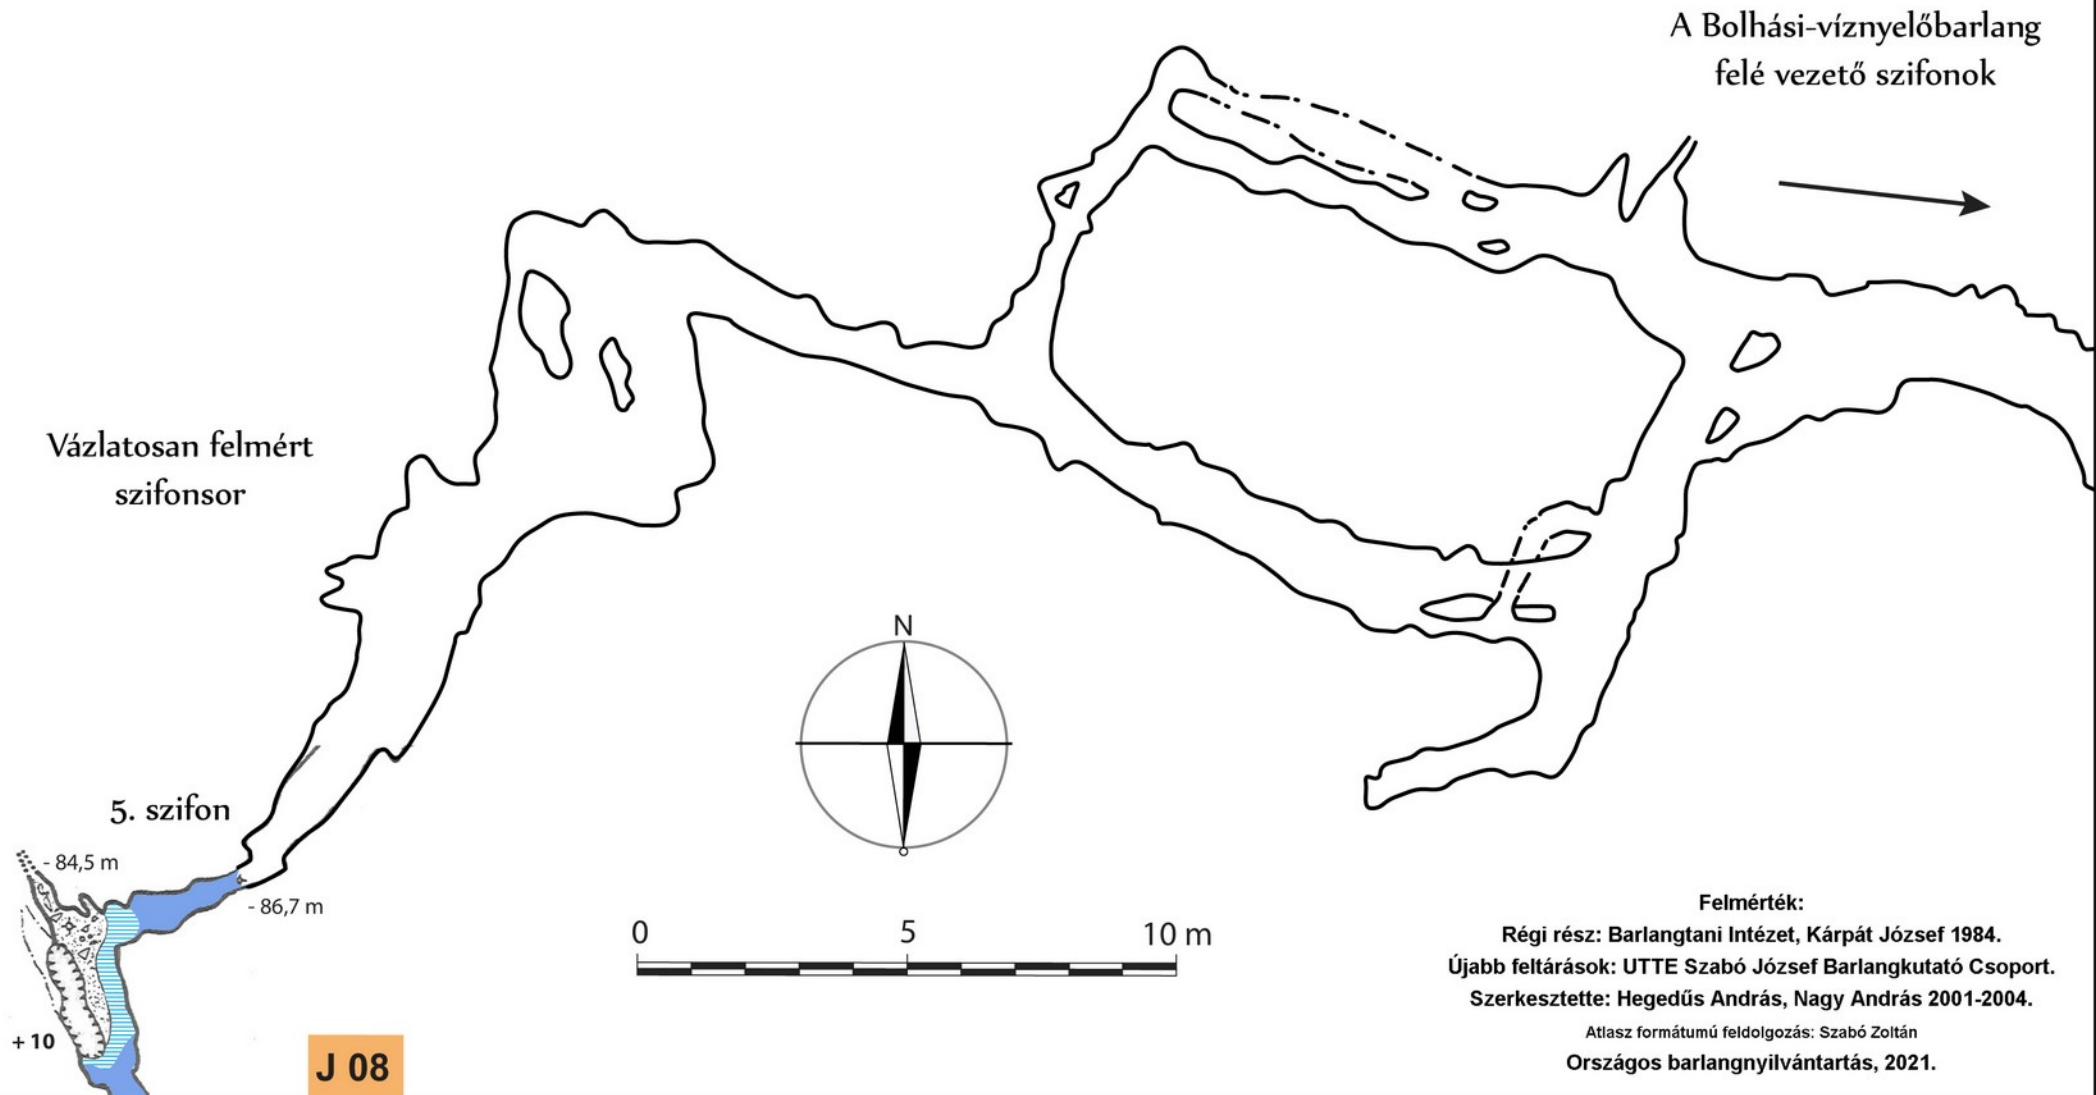 A Bolhási-víznyelőbarlang
felé vezető szifonok
Vázlatosan felmért
szifonsor
N
5. szifon
- 84,5 m
- 86,7 m
0 5 10 m
+ 10
J 08
Felmérték:
Régi rész: Barlangtani Intézet, Kárpát József 1984.
Újabb feltárások: UTTE Szabó József Barlangkutató Csoport.
Szerkesztette: Hegedűs András, Nagy András 2001-2004.
Atlasz formátumú feldolgozás: Szabó Zoltán
Országos barlangnyilvántartás, 2021.